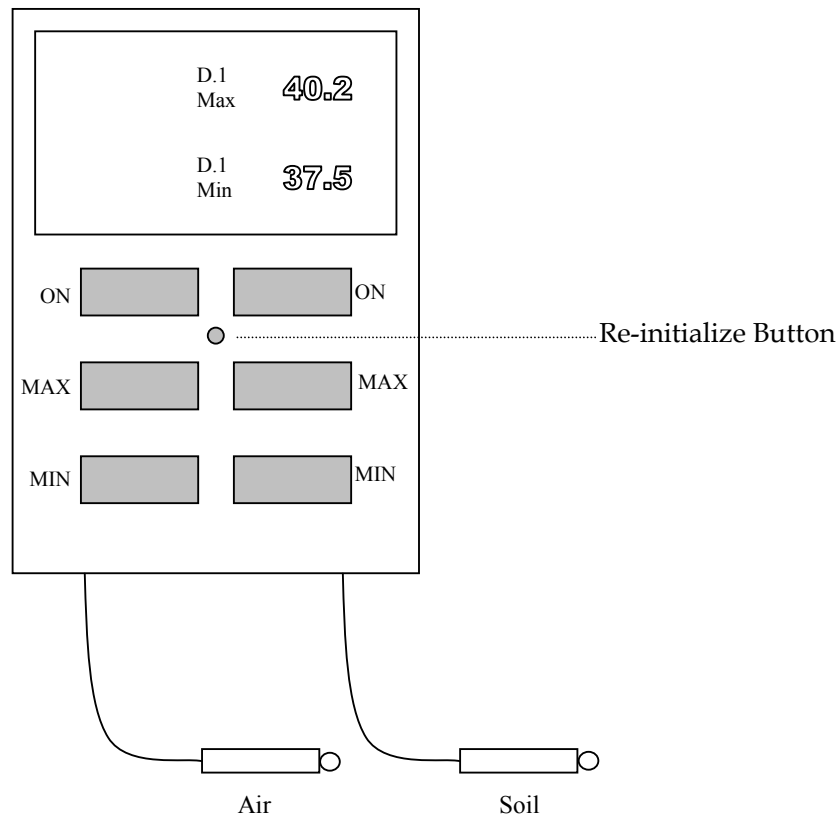 D.1
Max 40.2
D.1
Min 37.5
ON ON
Re-initialize Button
MAX MAX
MIN MIN
Air Soil